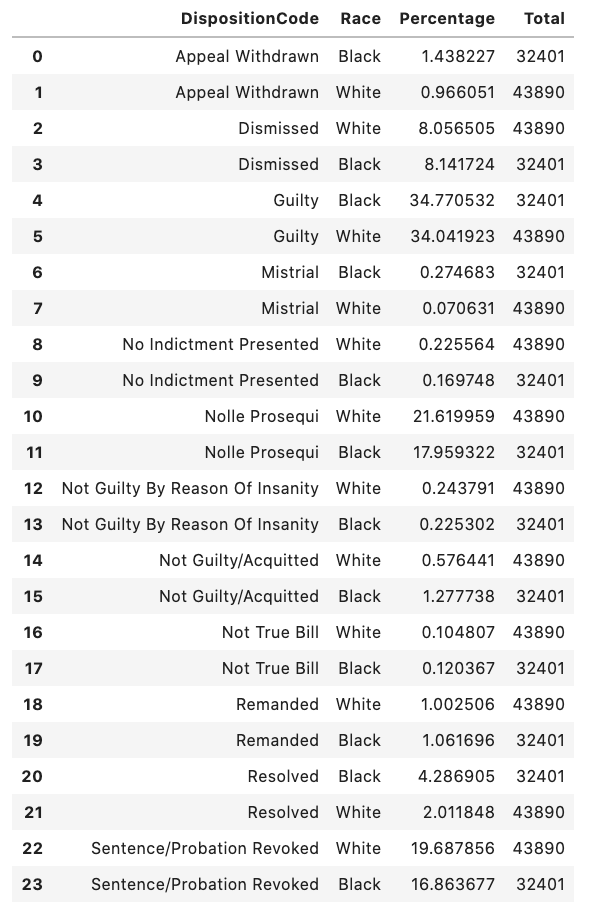 DispositionCode Race Percentage Total
0 Appeal Withdrawn Black 1.438227 32401
1 Appeal Withdrawn White 0.966051 43890
2 Dismissed White 8.056505 43890
3 Dismissed Black 8.141724 32401
4 Guilty Black 34.770532 32401
5 Guilty White 34.041923 43890
6 Mistrial Black 0.274683 32401
7 Mistrial White 0.070631 43890
8 No Indictment Presented White 0.225564 43890
9 No Indictment Presented Black 0.169748 32401
10 Nolle Prosequi White 21.619959 43890
11 Nolle Prosequi Black 17.959322 32401
12 Not Guilty By Reason Of Insanity White 0.243791 43890
13 Not Guilty By Reason Of Insanity Black 0.225302 32401
14 Not Guilty/Acquitted White 0.576441 43890
15 Not Guilty/Acquitted Black 1.277738 32401
16 Not True Bill White 0.104807 43890
17 Not True Bill Black 0.120367 32401
18 Remanded White 1.002506 43890
19 Remanded Black 1.061696 32401
20 Resolved Black 4.286905 32401
21 Resolved White 2.011848 43890
22 Sentence/Probation Revoked White 19.687856 43890
23 Sentence/Probation Revoked Black 16.863677 32401